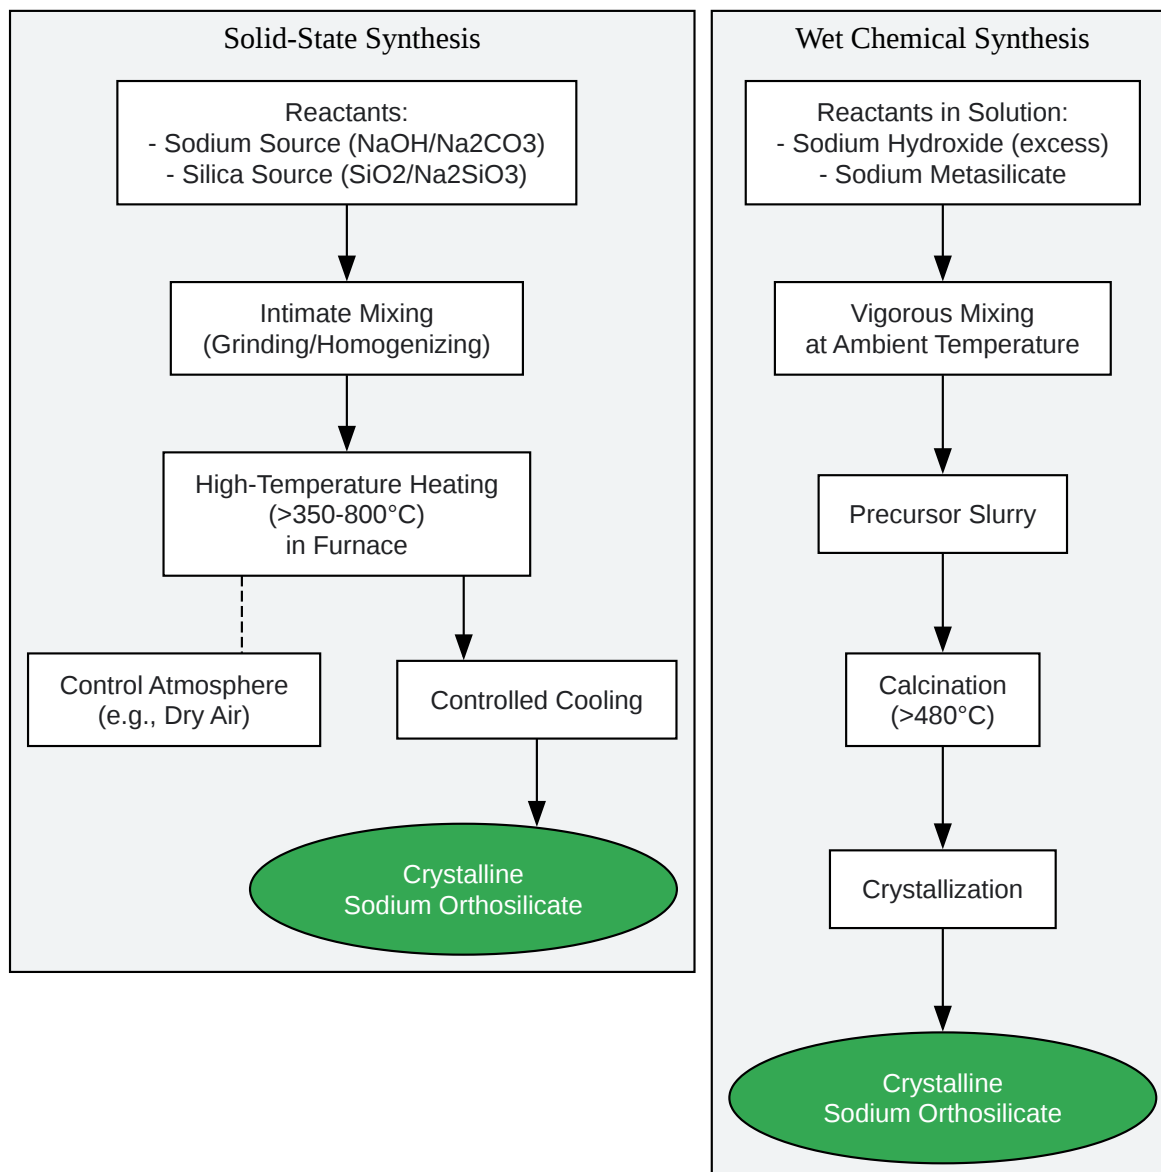 Solid-State Synthesis
Reactants:
- Sodium Source (NaOH/Na2CO3)
- Silica Source (SiO2/Na2SiO3)
Intimate Mixing
(Grinding/Homogenizing)
High-Temperature Heating
(>350-800°C)
in Furnace
Control Atmosphere
(e.g., Dry Air)
Controlled Cooling
Crystalline
Sodium Orthosilicate
Wet Chemical Synthesis
Reactants in Solution:
- Sodium Hydroxide (excess)
- Sodium Metasilicate
Vigorous Mixing
at Ambient Temperature
Precursor Slurry
Calcination
(>480°C)
Crystallization
Crystalline
Sodium Orthosilicate